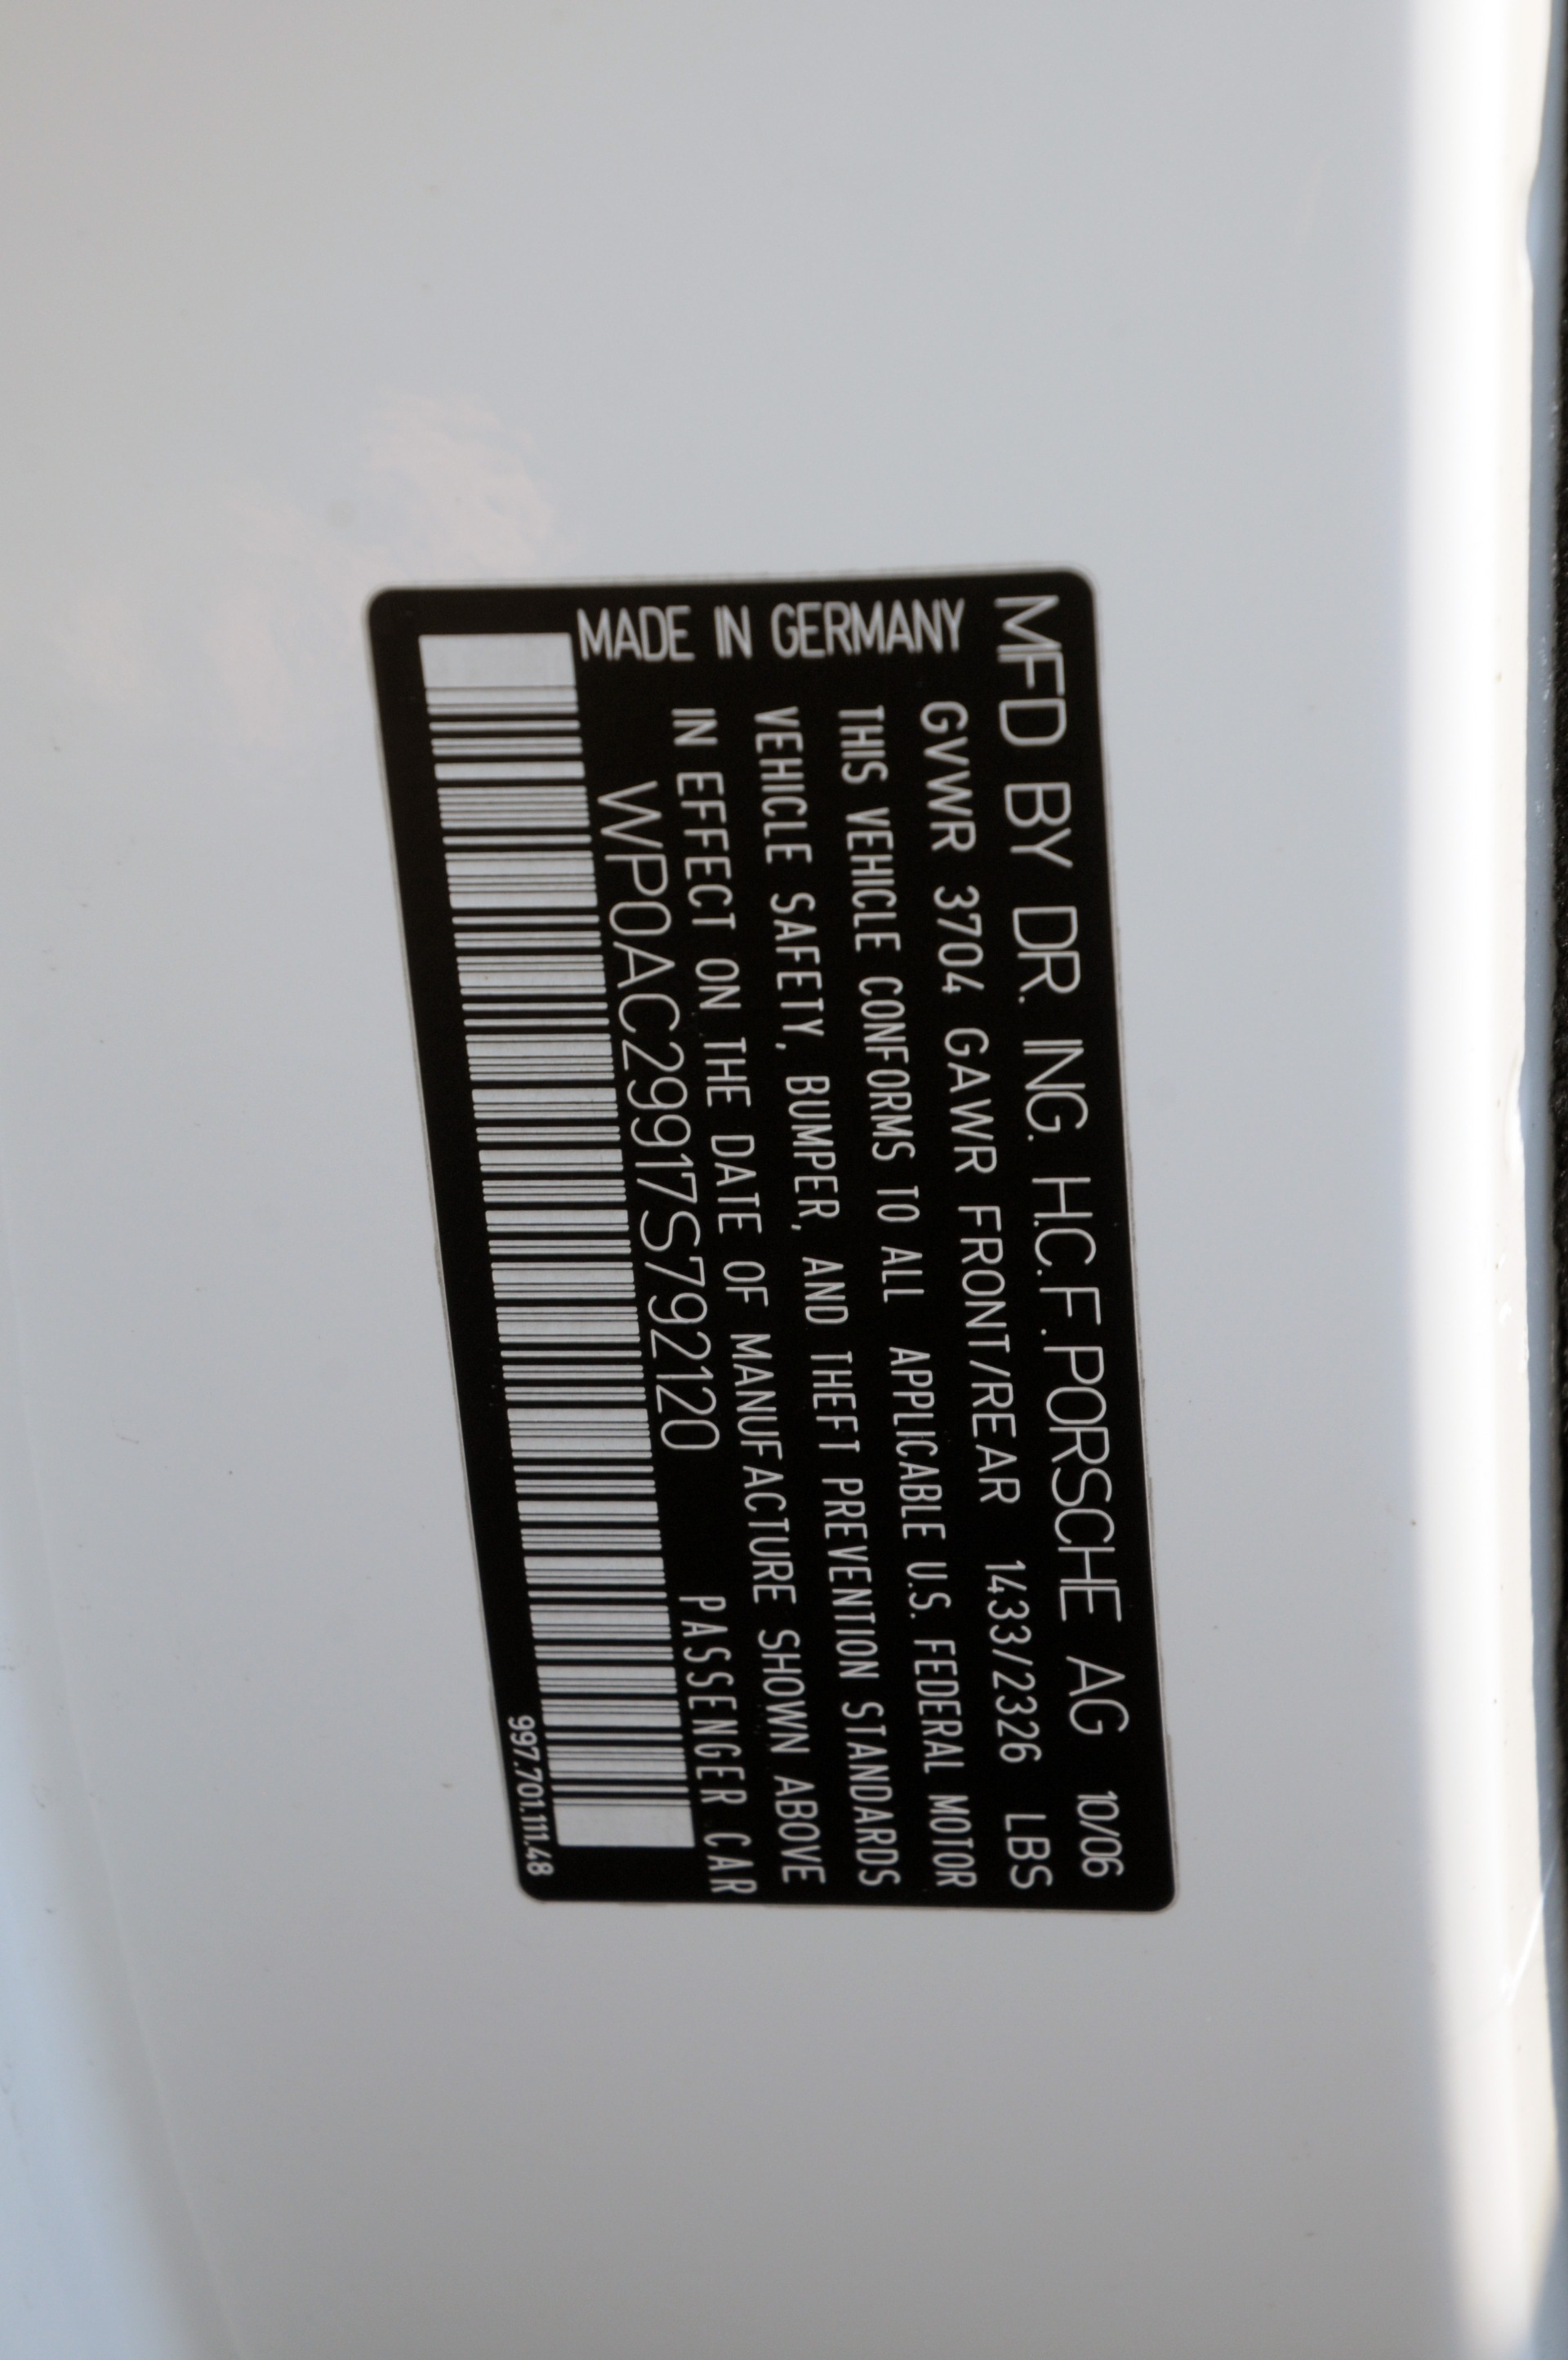 MFD BY DR. ING. H.C. F. PORSCHE AG 10/06
GVWR 3704 GAWR FRONT/REAR 1433/2326 LBS
THIS VEHICLE CONFORMS TO ALL APPLICABLE U.S. FEDERAL MOTOR
VEHICLE SAFETY, BUMPER, AND THEFT PREVENTION STANDARDS
IN EFFECT ON THE DATE OF MANUFACTURE SHOWN ABOVE
WP0AC29917S792120 PASSENGER CAR
MADE IN GERMANY
997.701.111.48